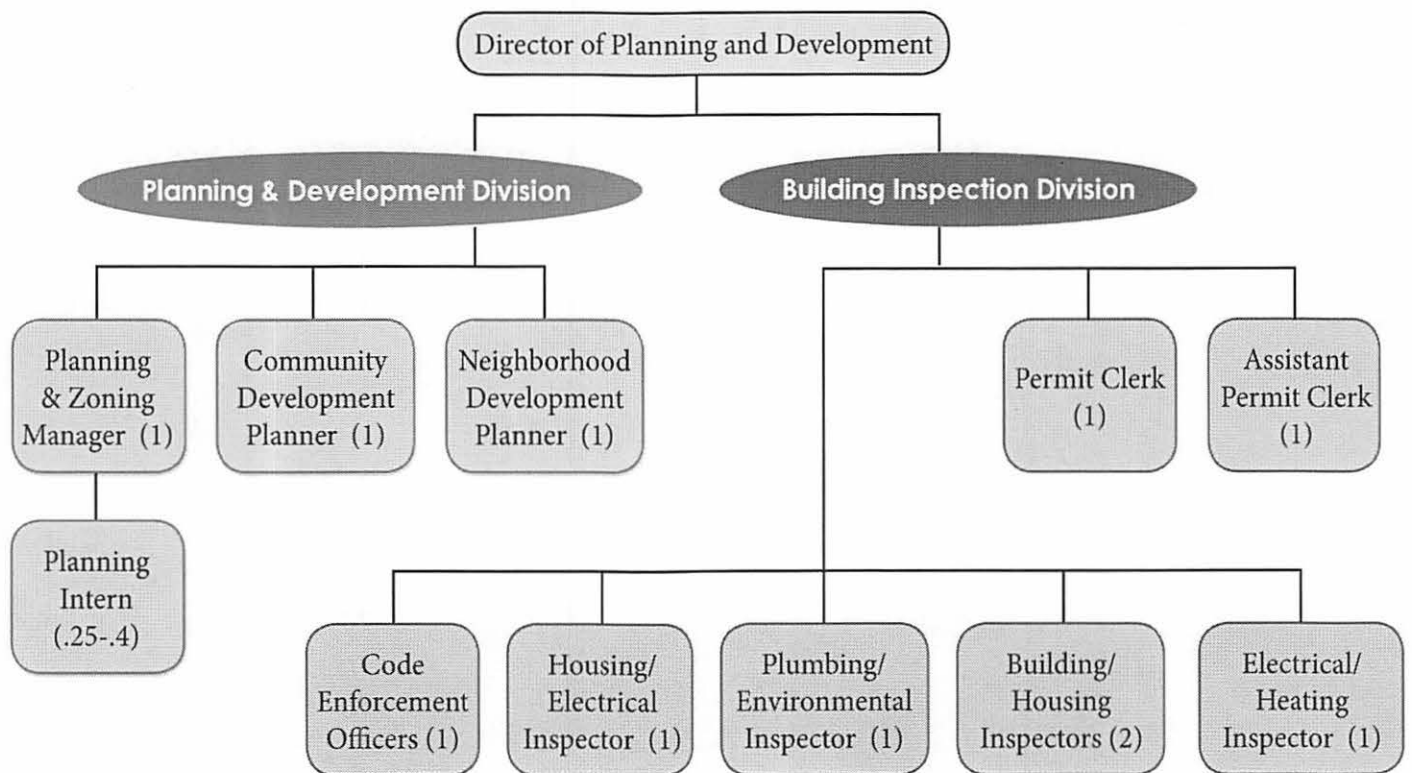 Director of Planning and Development
Planning & Development Division
Building Inspection Division
Planning
& Zoning
Manager (1)
Community
Development
Planner (1)
Neighborhood
Development
Planner (1)
Permit Clerk
(1)
Assistant
Permit Clerk
(1)
Planning
Intern
(.25-.4)
Code
Enforcement
Officers (1)
Housing/
Electrical
Inspector (1)
Plumbing/
Environmental
Inspector (1)
Building/
Housing
Inspectors (2)
Electrical/
Heating
Inspector (1)